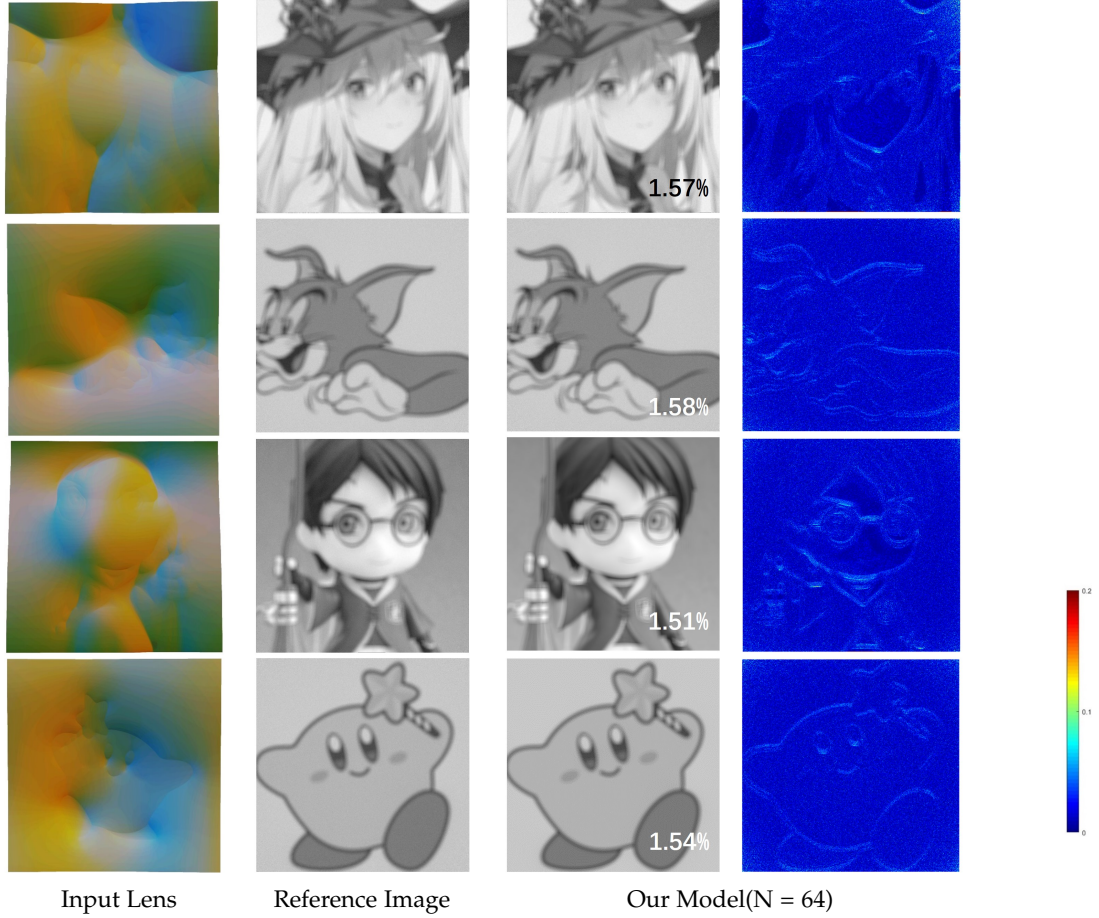 1.57%
1.58%
1.51%
1.54%
0.2
0.1
0
Input Lens
Reference Image
Our Model(N = 64)